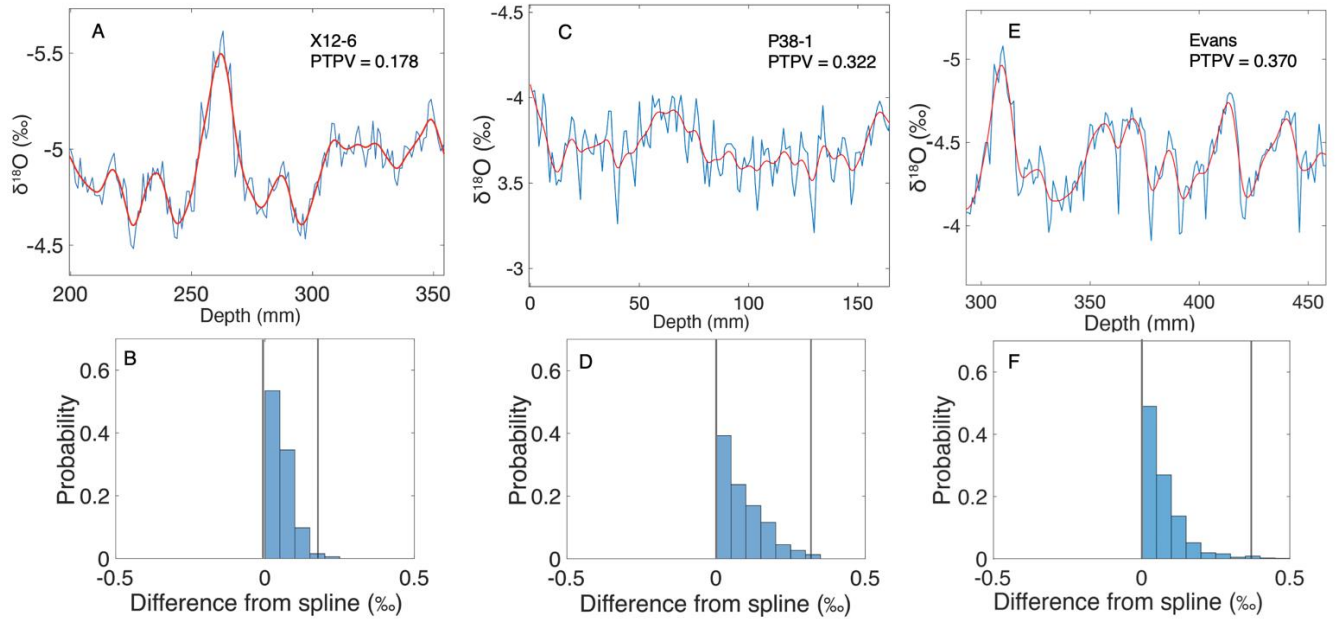 A
X12-6
PTPV = 0.178
-5.5
-5
-4.5
δ¹⁸O (‰)
200 250 300 350
Depth (mm)
C
P38-1
PTPV = 0.322
-4.5
-4
-3.5
-3
δ¹⁸O (‰)
0 50 100 150
Depth (mm)
E
Evans
PTPV = 0.370
-5
-4.5
-4
δ¹⁸O (‰)
300 350 400 450
Depth (mm)
B
0.6
0.4
0.2
0
Probability
-0.5 0 0.5
Difference from spline (‰)
D
0.6
0.4
0.2
0
Probability
-0.5 0 0.5
Difference from spline (‰)
F
0.6
0.4
0.2
0
Probability
-0.5 0 0.5
Difference from spline (‰)